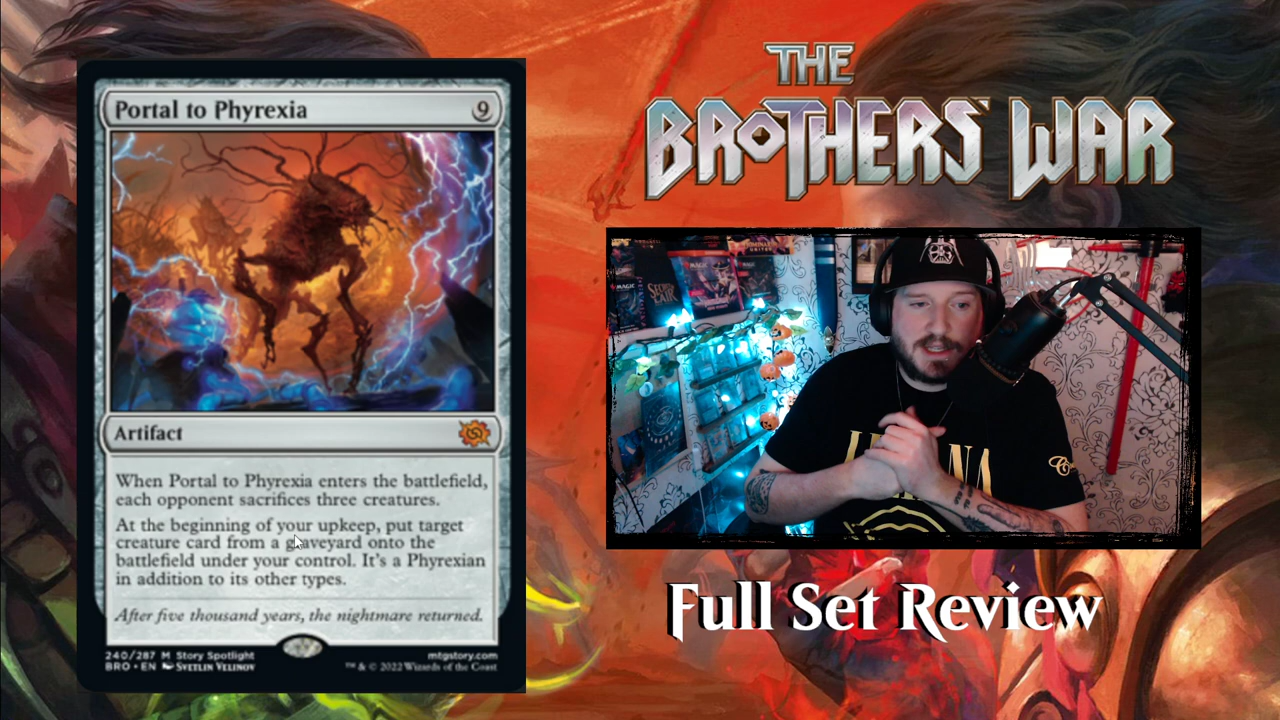 Portal to Phyrexia 9
Artifact
When Portal to Phyrexia enters the battlefield,
each opponent sacrifices three creatures.
At the beginning of your upkeep, put target
creature card from a graveyard onto the
battlefield under your control. It's a Phyrexian
in addition to its other types.
After five thousand years, the nightmare returned.
240/287 M Story Spotlight
BRO • EN Svetlin Velinov
mtgstory.com
™ & © 2022 Wizards of the Coast
THE
BROTHERS' WAR
MAGIC
Full Set Review